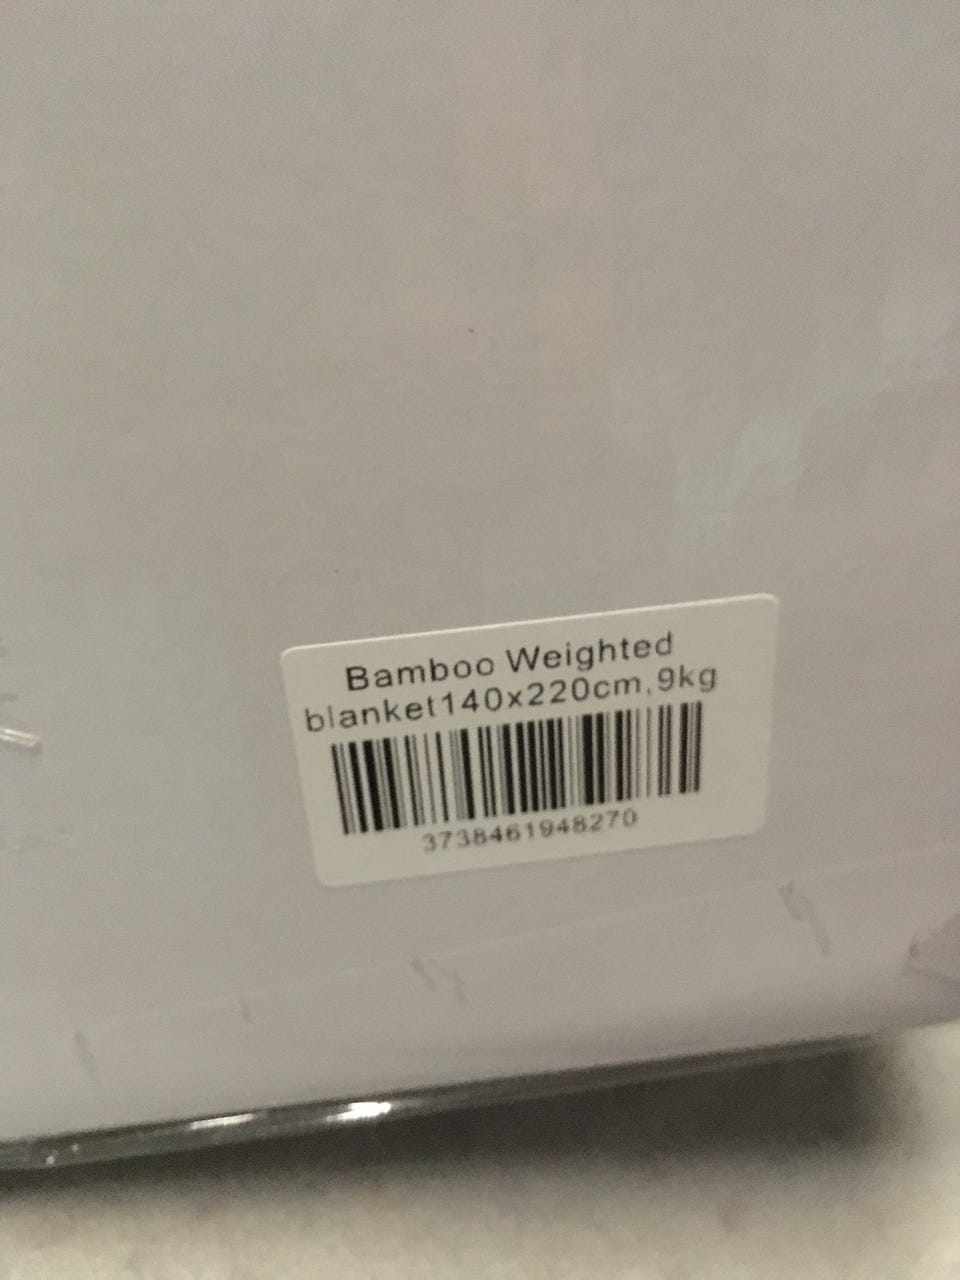 Bamboo Weighted
blanket140x220cm,9kg
3738461948270